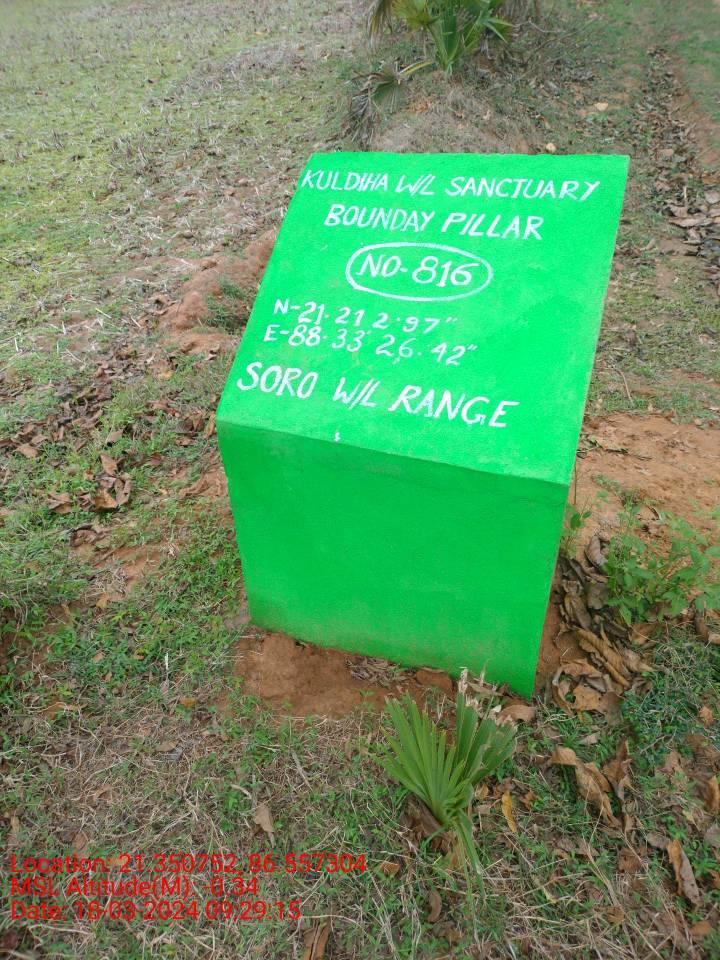 KULDIHA W/L SANCTUARY
BOUNDAY PILLAR
NO-816
N-21.21 2.97"
E-88.33' 26.42"
SORO W/L RANGE
Location: 21.350752, 86.557304
MSL Altitude(M): -0.34
Date: 18-03-2024 09:29:15